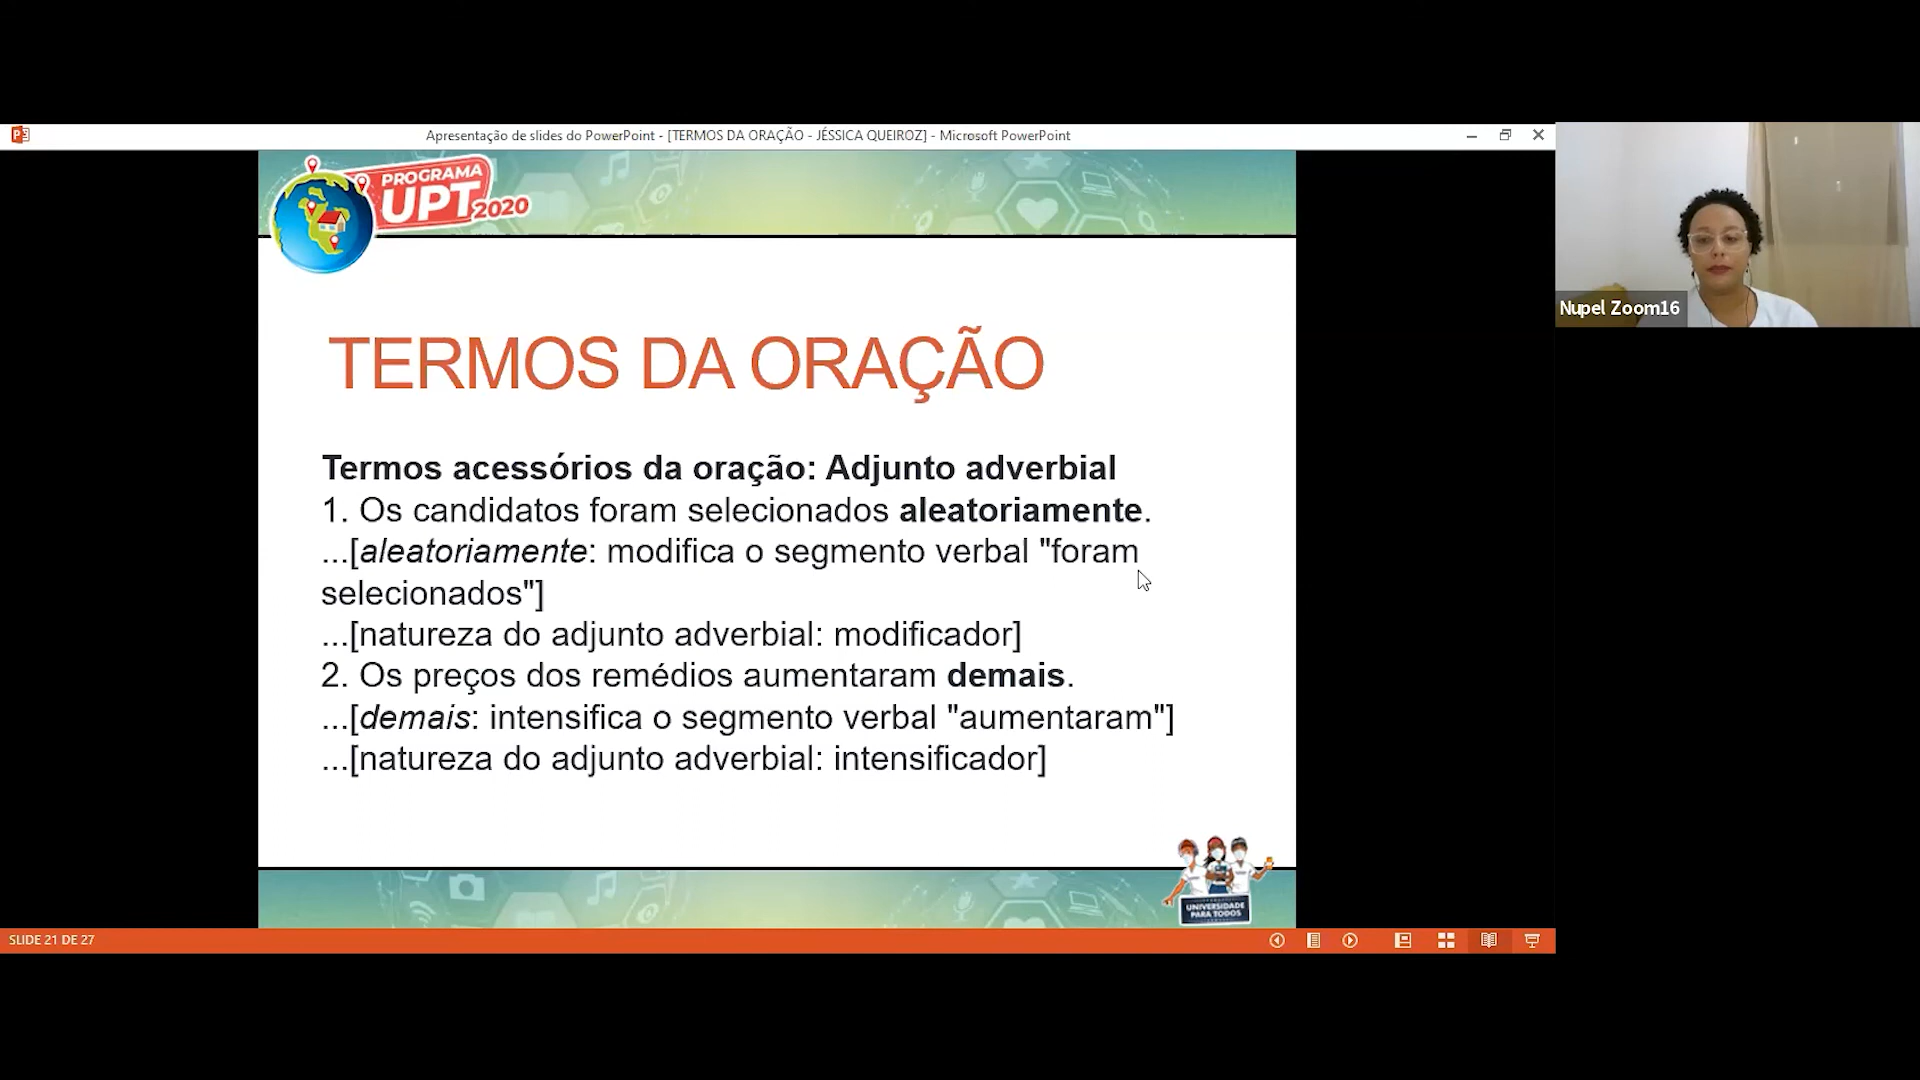 Apresentação de slides do PowerPoint - [TERMOS DA ORAÇÃO - JÉSSICA QUEIROZ] - Microsoft PowerPoint
PROGRAMA
UPT 2020
Nupel Zoom16
TERMOS DA ORAÇÃO
Termos acessórios da oração: Adjunto adverbial
1. Os candidatos foram selecionados aleatoriamente.
...[aleatoriamente: modifica o segmento verbal "foram
selecionados"]
...[natureza do adjunto adverbial: modificador]
2. Os preços dos remédios aumentaram demais.
...[demais: intensifica o segmento verbal "aumentaram"]
...[natureza do adjunto adverbial: intensificador]
UNIVERSIDADE
PARA TODOS
SLIDE 21 DE 27